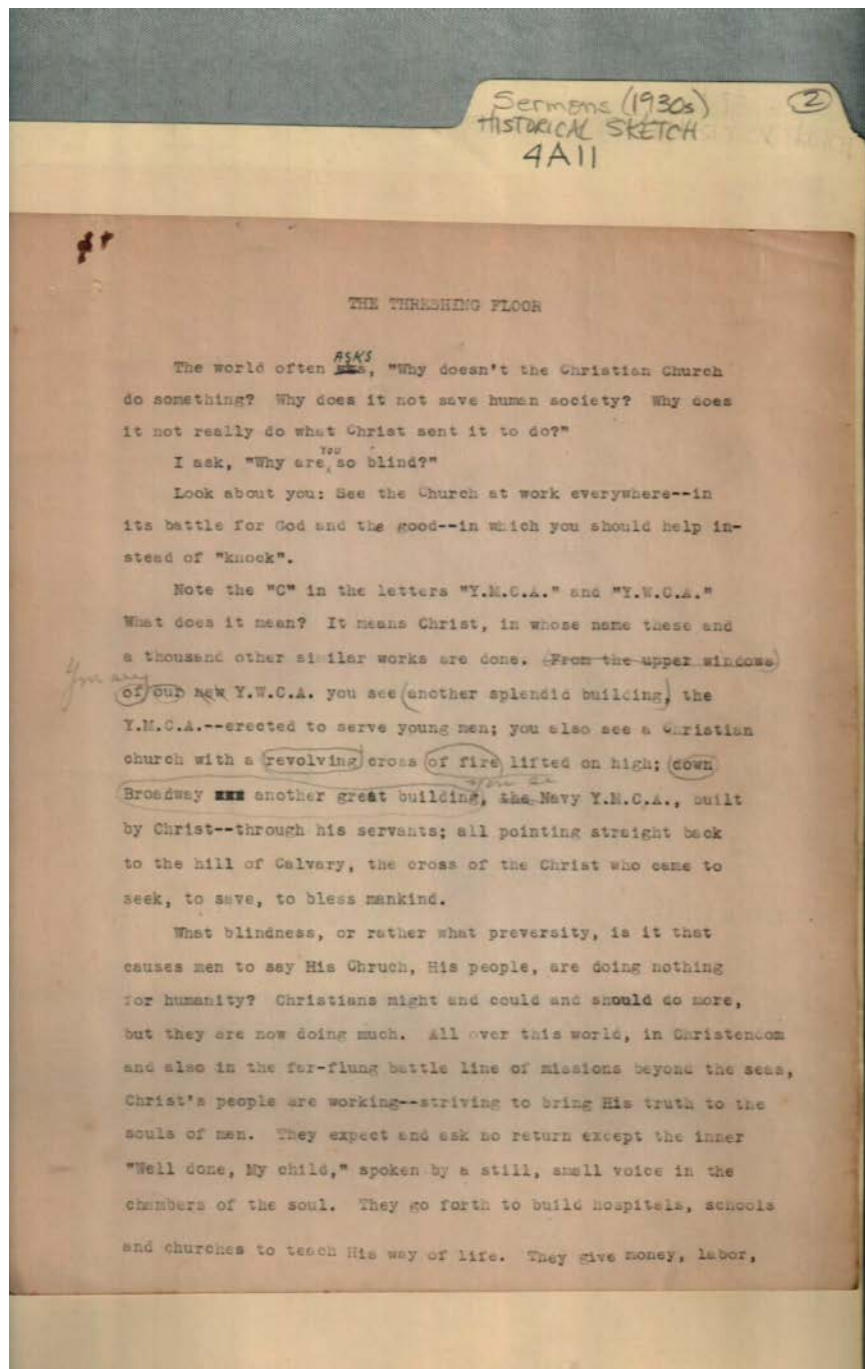 Sermons (1930s) 2
HISTORICAL SKETCH
4A11
THE THRESHING FLOOR
ASKS
The world often , "Why doesn't the Christian Church
do something? Why does it not save human society? Why does
it not really do what Christ sent it to do?"
YOU
I ask, "Why are so blind?"
Look about you: See the Church at work everywhere--in
its battle for God and the good--in which you should help in-
stead of "knock".
Note the "C" in the letters "Y.M.C.A." and "Y.W.C.A."
What does it mean? It means Christ, in whose name these and
a thousand other similar works are done. From the upper windows
You
of our new Y.W.C.A. you see another splendid building, the
Y.M.C.A.--erected to serve young men; you also see a Christian
church with a revolving cross of fire lifted on high; down
Broadway another great building, the Navy Y.M.C.A., built
by Christ--through his servants; all pointing straight back
to the hill of Calvary, the cross of the Christ who came to
seek, to save, to bless mankind.
What blindness, or rather what preversity, is it that
causes men to say His Chruch, His people, are doing nothing
for humanity? Christians might and could and should do more,
but they are now doing much. All over this world, in Christendom
and also in the far-flung battle line of missions beyond the seas,
Christ's people are working--striving to bring His truth to the
souls of men. They expect and ask no return except the inner
"Well done, My child," spoken by a still, small voice in the
chambers of the soul. They go forth to build hospitals, schools
and churches to teach His way of life. They give money, labor,